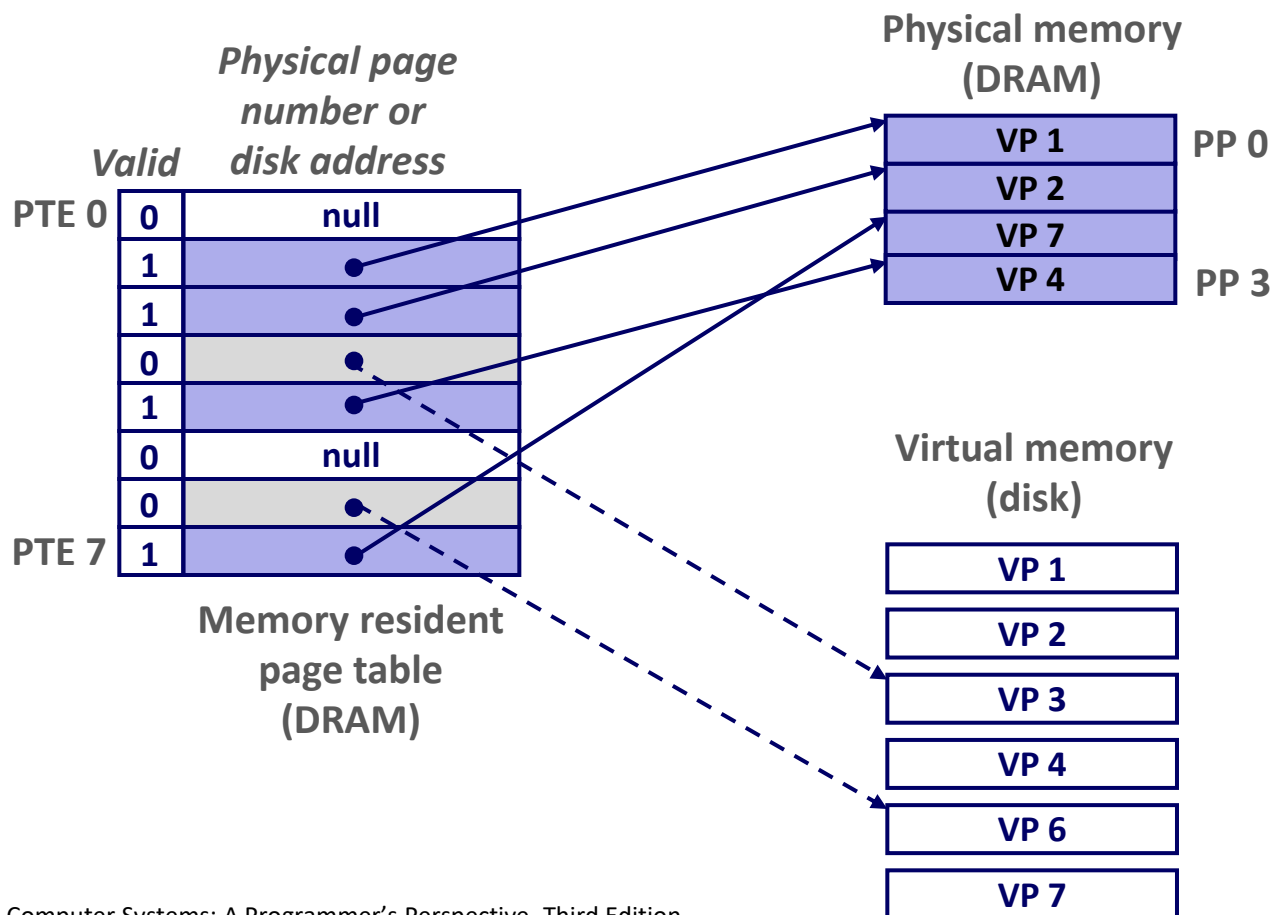 Physical page
number or
disk address
Valid
PTE 0
0
null
1
1
0
1
0
null
0
PTE 7
1
Memory resident
page table
(DRAM)
Physical memory
(DRAM)
VP 1
PP 0
VP 2
VP 7
VP 4
PP 3
Virtual memory
(disk)
VP 1
VP 2
VP 3
VP 4
VP 6
VP 7